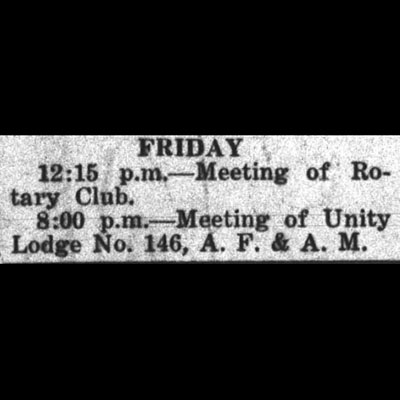 FRIDAY
12:15 p.m.—Meeting of Ro-
tary Club.
8:00 p.m.—Meeting of Unity
Lodge No. 146, A. F. & A. M.